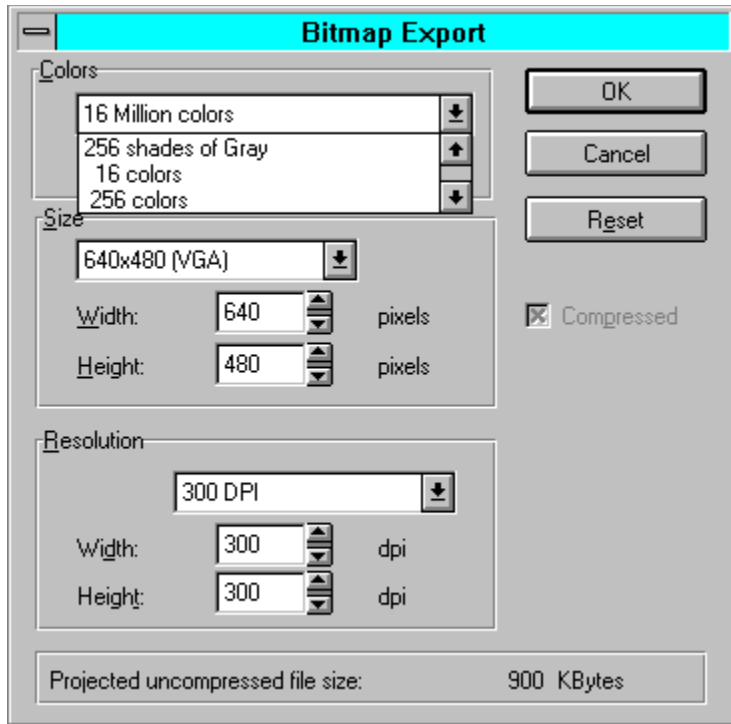 Bitmap Export
Colors
16 Million colors
256 shades of Gray
16 colors
256 colors
OK
Cancel
Reset
Compressed
Size
640x480 (VGA)
Width: 640 pixels
Height: 480 pixels
Resolution
300 DPI
Width: 300 dpi
Height: 300 dpi
Projected uncompressed file size: 900 KBytes